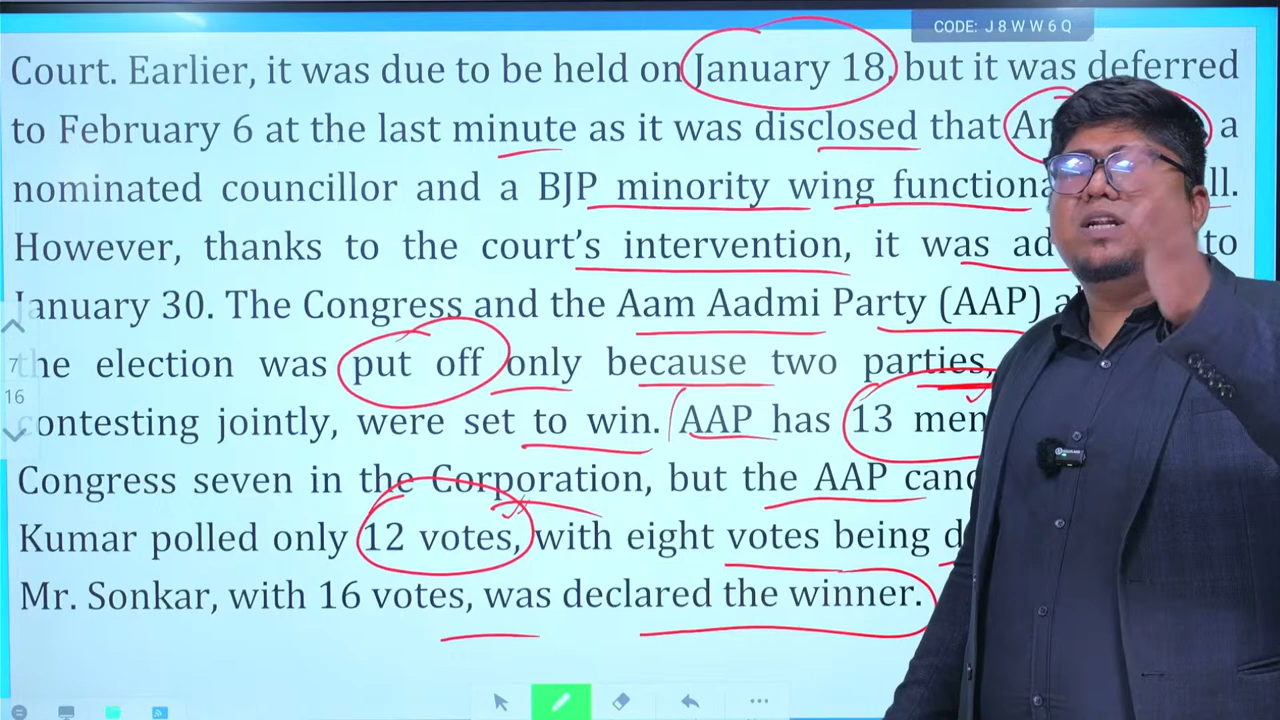 CODE: J 8 W W 6 Q
Court. Earlier, it was due to be held on January 18, but it was deferred
to February 6 at the last minute as it was disclosed that a
nominated councillor and a BJP minority wing
However, thanks to the court's intervention, it was to
January 30. The Congress and the Aam Aadmi Party (AAP)
7 the election was put off only because two parties,
16
contesting jointly, were set to win. AAP has 13
Congress seven in the Corporation, but the AAP
Kumar polled only 12 votes, with eight votes being
Mr. Sonkar, with 16 votes, was declared the winner.